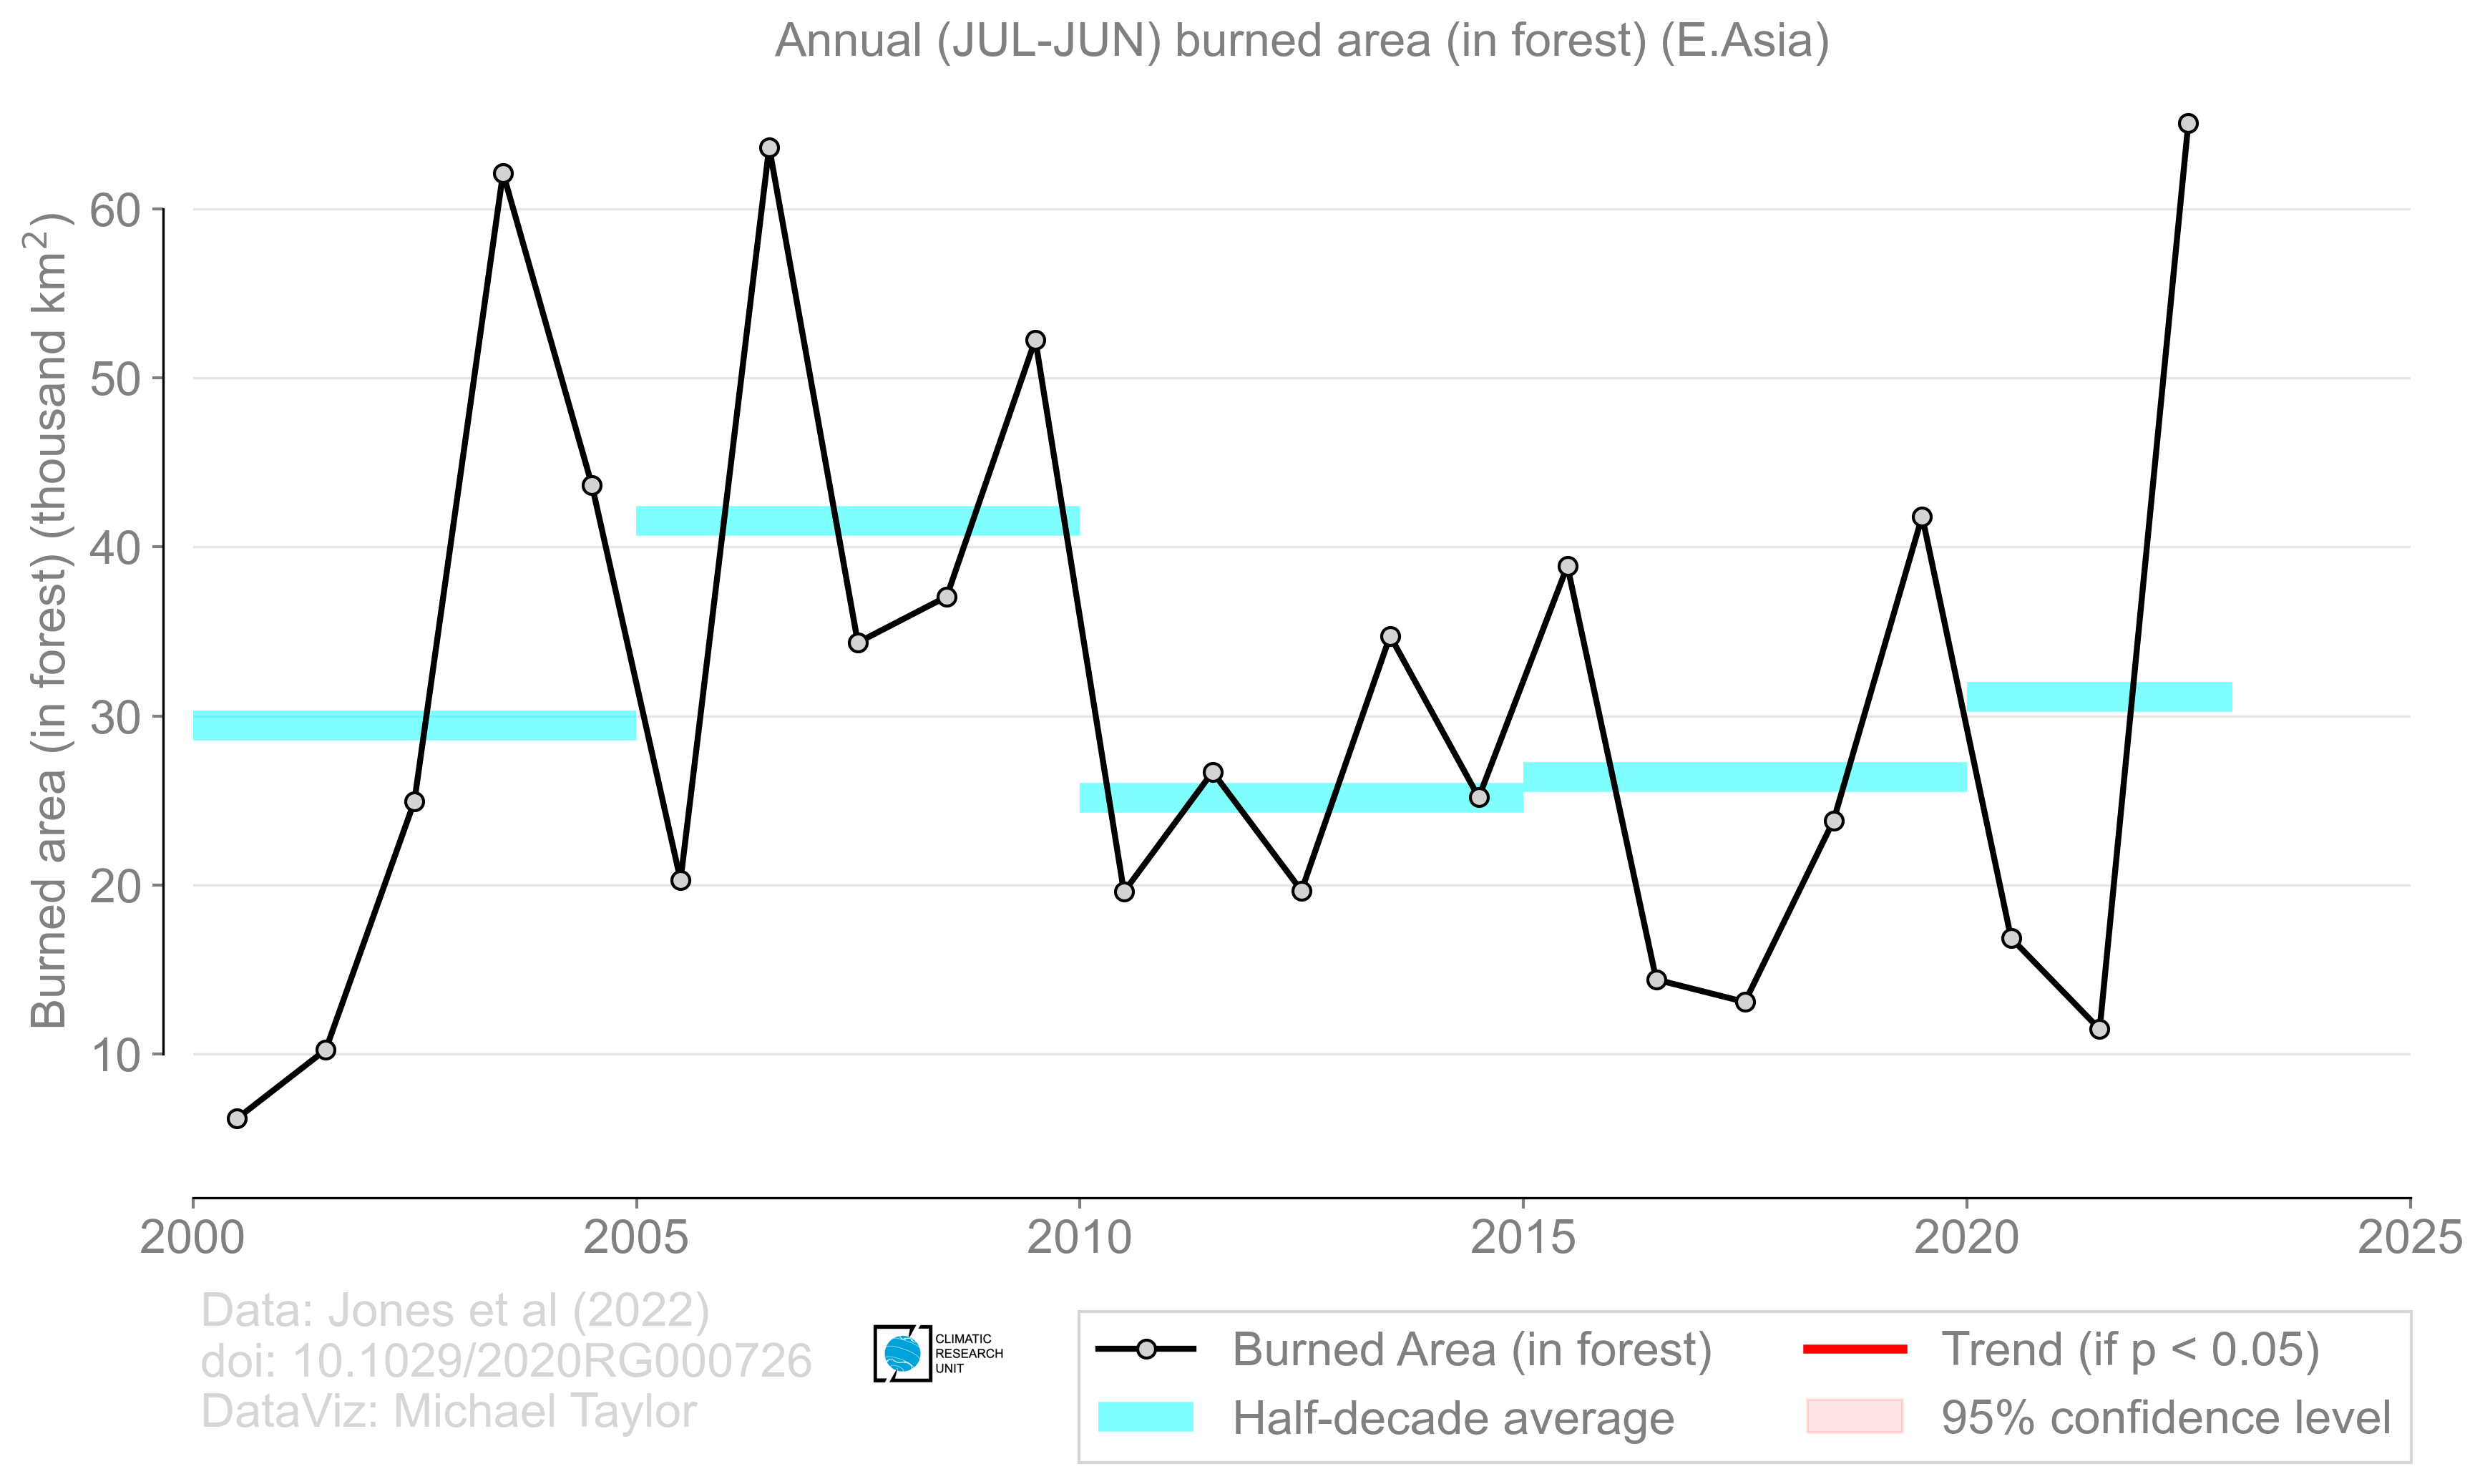 Annual (JUL-JUN) burned area (in forest) (E.Asia)
Burned area (in forest) (thousand km²)
60
50
40
30
20
10
2000 2005 2010 2015 2020 2025
Data: Jones et al (2022)
doi: 10.1029/2020RG000726
DataViz: Michael Taylor
CLIMATIC
RESEARCH
UNIT
Burned Area (in forest)
Half-decade average
Trend (if p < 0.05)
95% confidence level